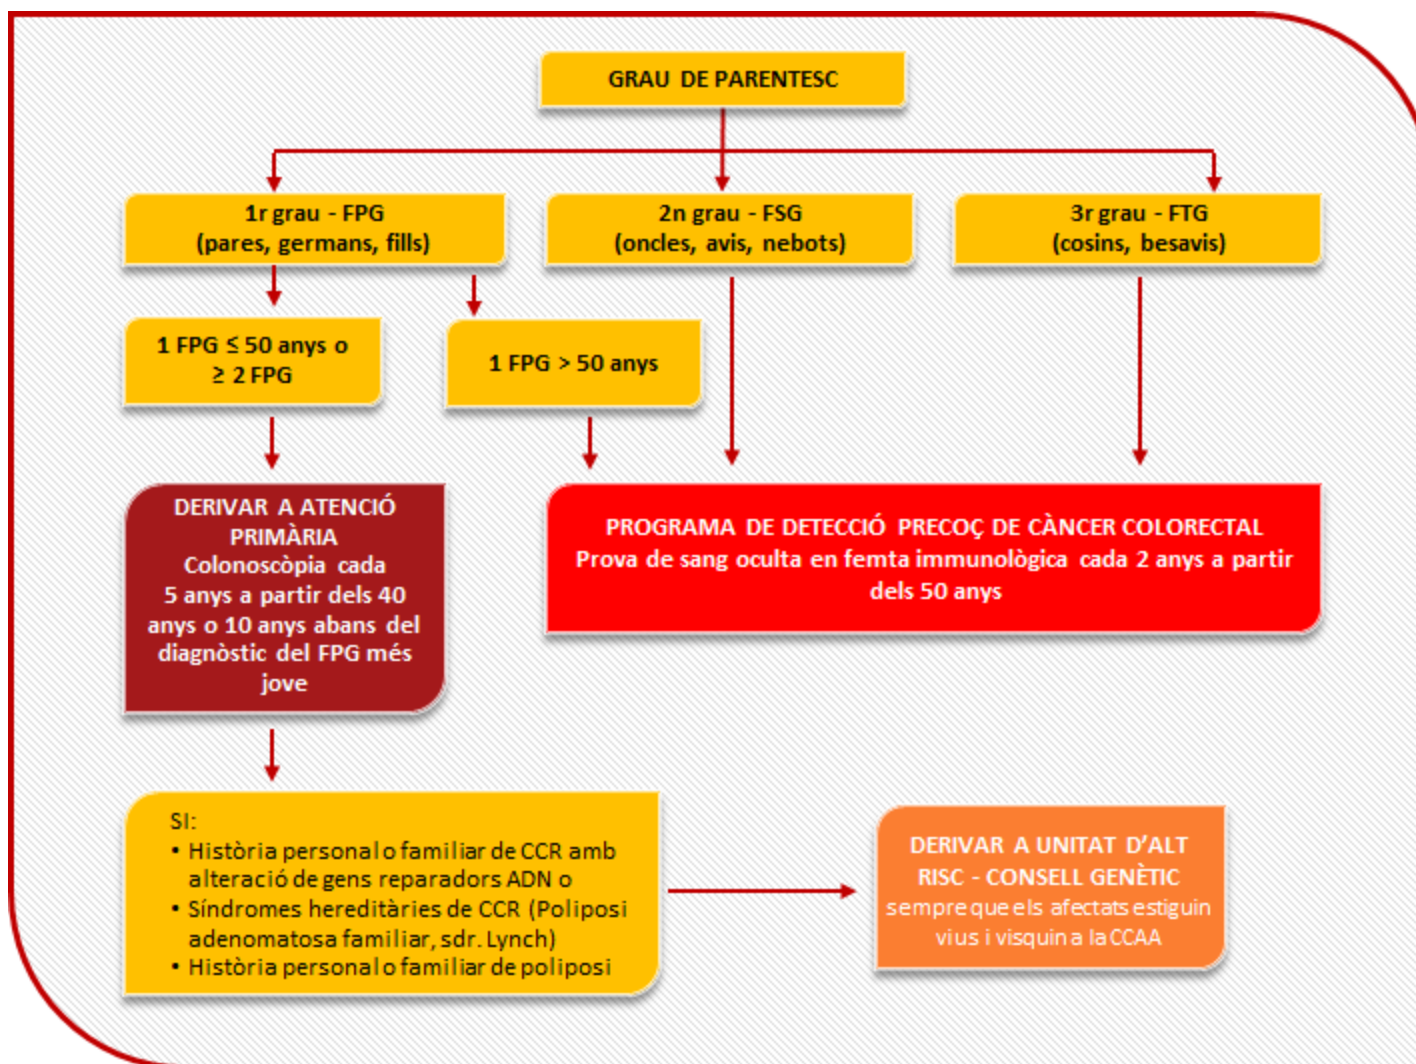 GRAU DE PARENTESC
1r grau - FPG
(pares, germans, fills)
2n grau - FSG
(oncles, avis, nebots)
3r grau - FTG
(cosins, besavis)
1 FPG ≤ 50 anys o
≥ 2 FPG
1 FPG > 50 anys
DERIVAR A ATENCIÓ
PRIMÀRIA
Colonoscòpia cada
5 anys a partir dels 40
anys o 10 anys abans del
diagnòstic del FPG més
jove
PROGRAMA DE DETECCIÓ PRECOÇ DE CÀNCER COLORECTAL
Prova de sang oculta en femta immunològica cada 2 anys a partir
dels 50 anys
SI:
• Història personal o familiar de CCR amb
alteració de gens reparadors ADN o
• Síndromes hereditàries de CCR (Poliposi
adenomatosa familiar, sdr. Lynch)
• Història personal o familiar de poliposi
DERIVAR A UNITAT D'ALT
RISC - CONSELL GENÈTIC
sempre que els afectats estiguin
vius i visquin a la CCAA